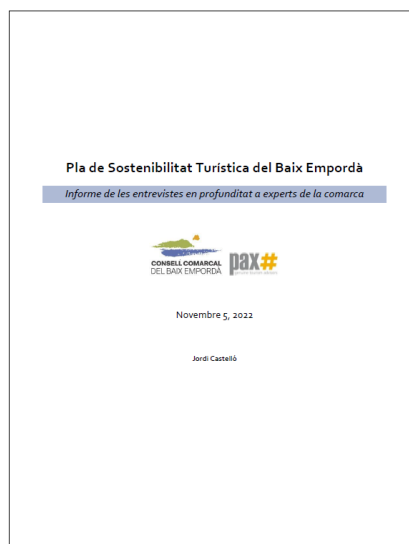 Pla de Sostenibilitat Turística del Baix Empordà
Informe de les entrevistes en profunditat a experts de la comarca
CONSELL COMARCAL
DEL BAIX EMPORDÀ
pax#
Novembre 5, 2022
Jordi Castelló